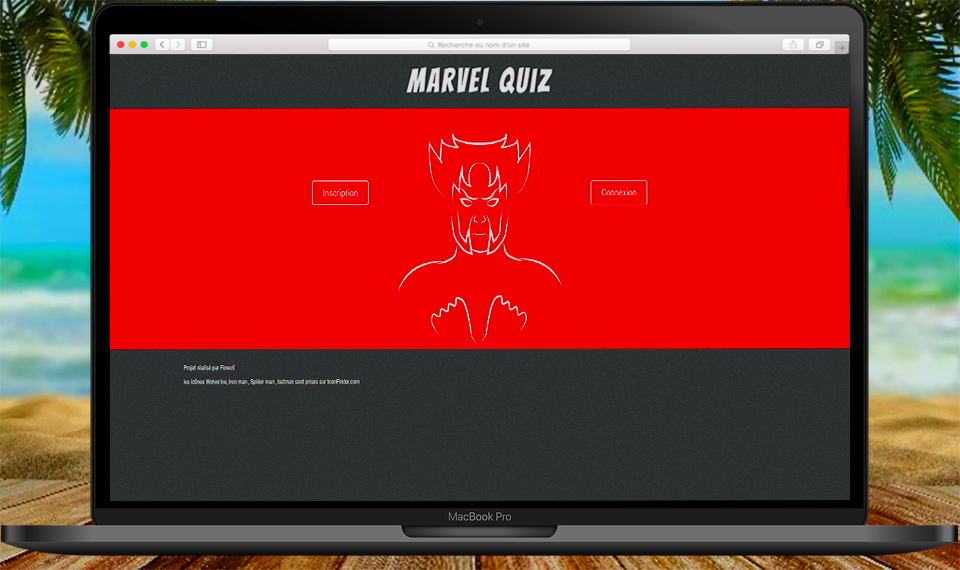 Recherche ou nom d'un site
MARVEL QUIZ
Inscription
Connexion
Projet réalisé par Flowzii
les icônes Wolverine, Iron man , Spider man , batman sont prises sur IconFinder.com
MacBook Pro